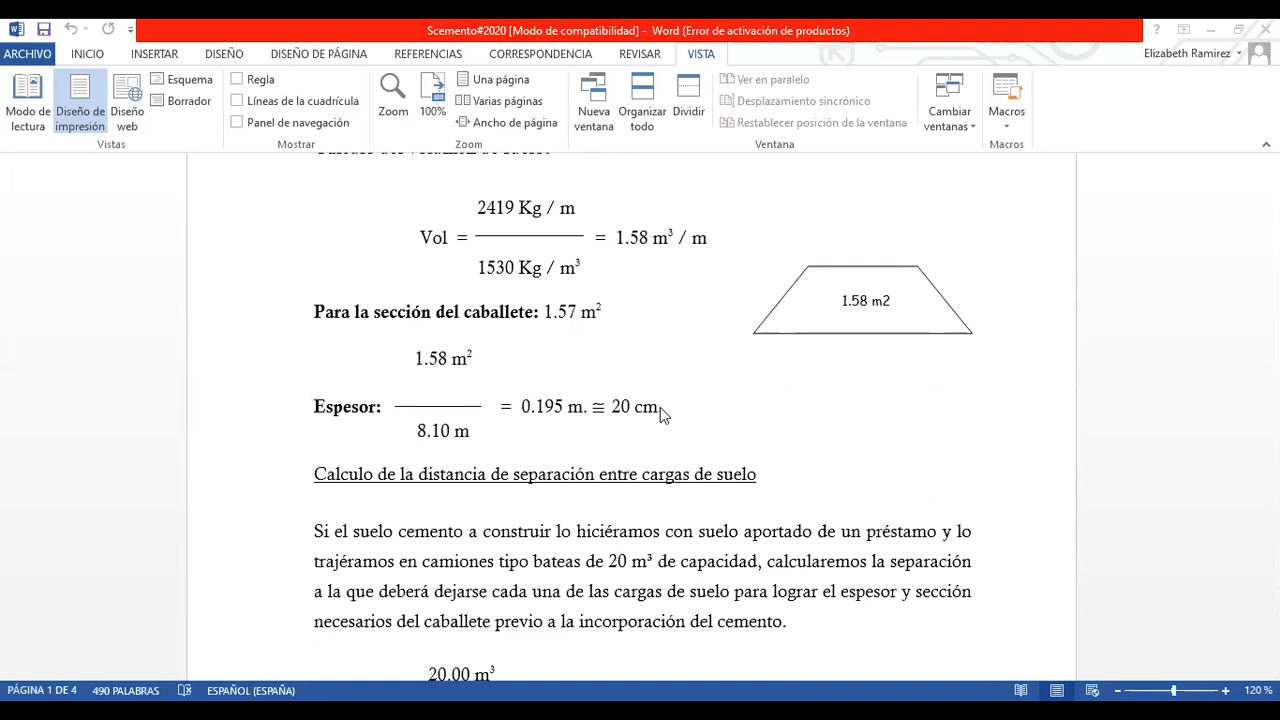 Scemento#2020 [Modo de compatibilidad] - Word (Error de activación de productos)
?
ARCHIVO INICIO INSERTAR DISEÑO DISEÑO DE PÁGINA REFERENCIAS CORRESPONDENCIA REVISAR VISTA Elizabeth Ramirez
Modo de lectura
Diseño de impresión
Diseño web
Esquema
Borrador
Vistas
Regla
Líneas de la cuadrícula
Panel de navegación
Mostrar
Zoom
100%
Una página
Varias páginas
Ancho de página
Zoom
Nueva ventana
Organizar todo
Dividir
Ver en paralelo
Desplazamiento sincrónico
Restablecer posición de la ventana
Ventana
Cambiar ventanas
Macros
Macros
2419 Kg / m
Vol = = 1.58 m³ / m
1530 Kg / m³
1.58 m2
Para la sección del caballete: 1.57 m²
1.58 m²
Espesor: = 0.195 m. ≅ 20 cm.
8.10 m
Calculo de la distancia de separación entre cargas de suelo
Si el suelo cemento a construir lo hiciéramos con suelo aportado de un préstamo y lo
trajéramos en camiones tipo bateas de 20 m³ de capacidad, calcularemos la separación
a la que deberá dejarse cada una de las cargas de suelo para lograr el espesor y sección
necesarios del caballete previo a la incorporación del cemento.
20.00 m³
PÁGINA 1 DE 4 490 PALABRAS ESPAÑOL (ESPAÑA) 120 %